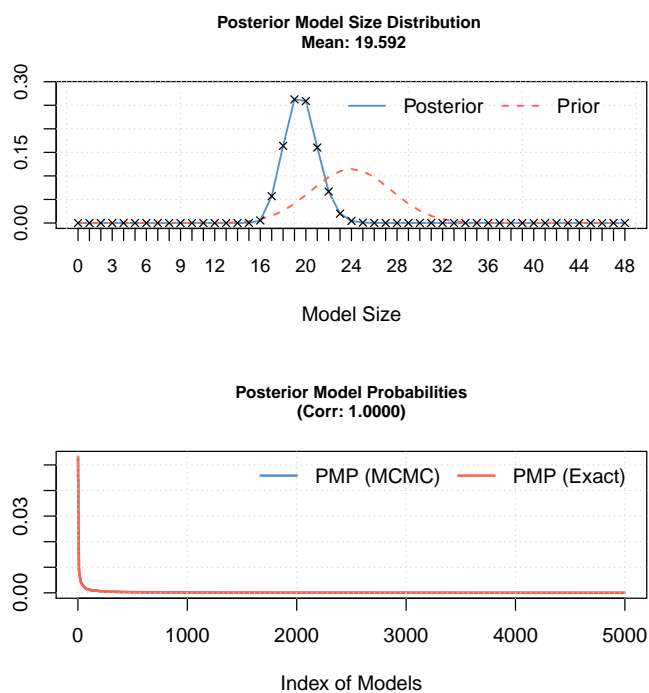 Posterior Model Size Distribution
Mean: 19.592
0.30
0.15
0.00
Posterior
Prior
0 3 6 9 12 16 20 24 28 32 36 40 44 48
Model Size
Posterior Model Probabilities
(Corr: 1.0000)
0.03
0.00
PMP (MCMC)
PMP (Exact)
0 1000 2000 3000 4000 5000
Index of Models